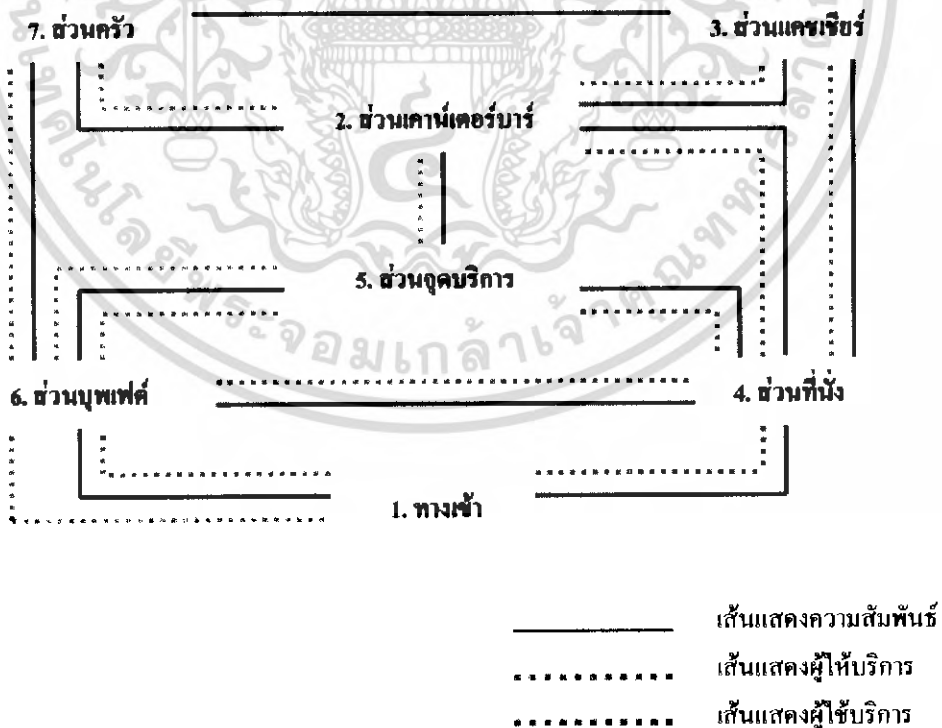 7. ส่วนครัว
3. ส่วนแคชเชียร์
2. ส่วนเคาน์เตอร์บาร์
5. ส่วนจุดบริการ
6. ส่วนบุพเฟต์
4. ส่วนที่นั่ง
1. ทางเข้า
เส้นแสดงความสัมพันธ์
เส้นแสดงผู้ให้บริการ
เส้นแสดงผู้ใช้บริการ